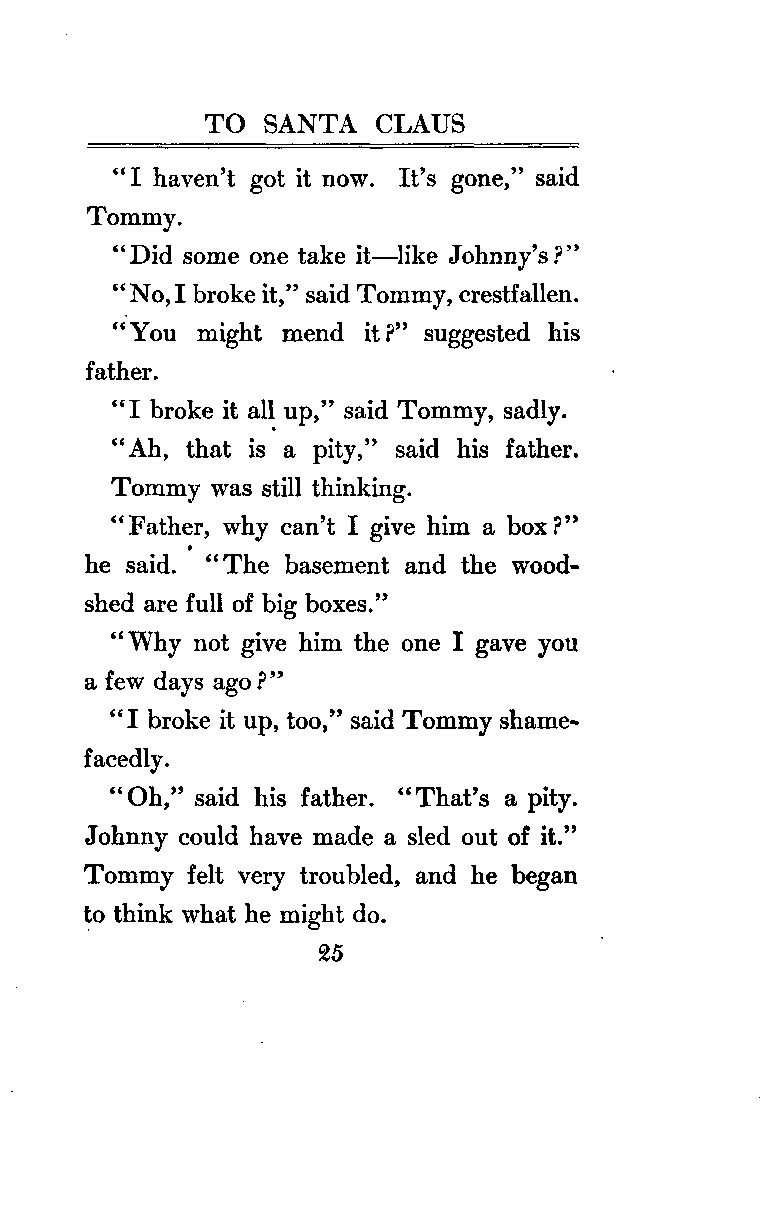 TO SANTA CLAUS
“I haven’t got it now. It’s gone,” said
Tommy.
“Did some one take it—like Johnny’s?”
“No, I broke it,” said Tommy, crestfallen.
“You might mend it?” suggested his
father.
“I broke it all up,” said Tommy, sadly.
“Ah, that is a pity,” said his father.
Tommy was still thinking.
“Father, why can’t I give him a box?”
he said. “The basement and the wood-
shed are full of big boxes.”
“Why not give him the one I gave you
a few days ago?”
“I broke it up, too,” said Tommy shame-
facedly.
“Oh,” said his father. “That’s a pity.
Johnny could have made a sled out of it.”
Tommy felt very troubled, and he began
to think what he might do.
25